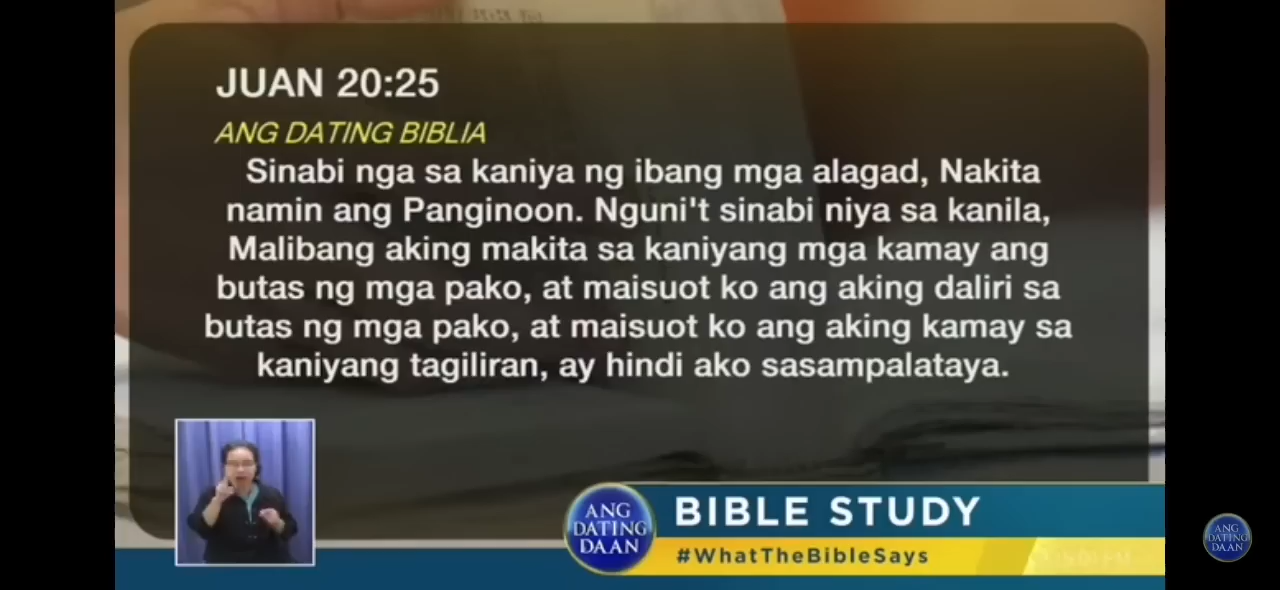 JUAN 20:25
ANG DATING BIBLIA
Sinabi nga sa kaniya ng ibang mga alagad, Nakita
namin ang Panginoon. Nguni't sinabi niya sa kanila,
Malibang aking makita sa kaniyang mga kamay ang
butas ng mga pako, at maisuot ko ang aking daliri sa
butas ng mga pako, at maisuot ko ang aking kamay sa
kaniyang tagiliran, ay hindi ako sasampalataya.
ANG
DATING
DAAN
BIBLE STUDY
#WhatTheBibleSays
ANG
DATING
DAAN